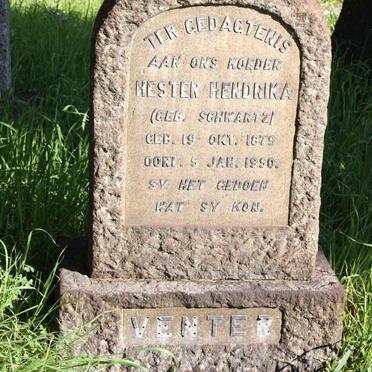 TER GEDAGTENIS
AAN ONS MOEDER
HESTER HENDRIKA
(GEB. SCHWARTZ)
GEB. 19 OKT. 1879
OORL. 5 JAN. 1950.
SY HET GEDOEN
WAT SY KON.
VENTER